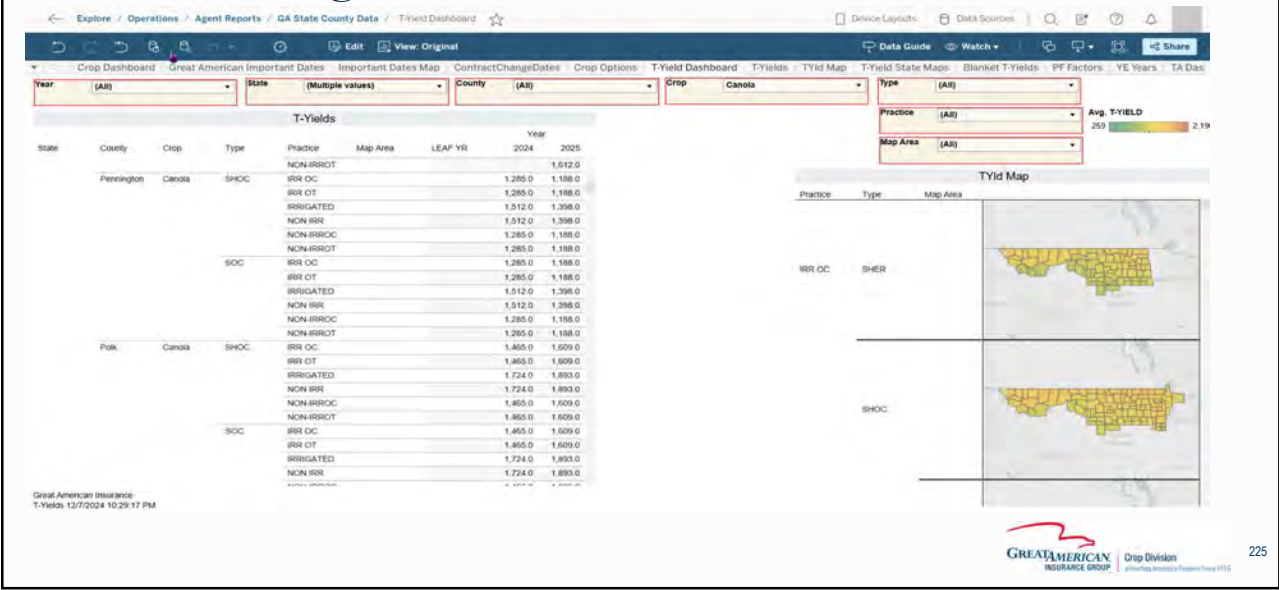 Explore / Operations / Agent Reports / GA State County Data / T-Yield Dashboard
Device Layouts Data Sources
Edit View: Original Data Guide Watch Share
Crop Dashboard Great American Important Dates Important Dates Map ContractChangeDates Crop Options T-Yield Dashboard T-Yields TYld Map T-Yield State Maps Blanket T-Yields PF Factors YE Years TA Das
Year (All) State (Multiple values) County (All) Crop Canola Type (All)
Practice (All)
Map Area (All)
Avg. T-YIELD
259 2,19
T-Yields
Year
State County Crop Type Practice Map Area LEAF YR 2024 2025
NON-IRROT 1,612.0
Pennington Canola SHOC IRR OC 1,285.0 1,188.0
IRR OT 1,285.0 1,188.0
IRRIGATED 1,512.0 1,398.0
NON IRR 1,512.0 1,398.0
NON-IRROC 1,285.0 1,188.0
NON-IRROT 1,285.0 1,188.0
SOC IRR OC 1,285.0 1,188.0
IRR OT 1,285.0 1,188.0
IRRIGATED 1,512.0 1,398.0
NON IRR 1,512.0 1,398.0
NON-IRROC 1,285.0 1,188.0
NON-IRROT 1,285.0 1,188.0
Polk Canola SHOC IRR OC 1,465.0 1,609.0
IRR OT 1,465.0 1,609.0
IRRIGATED 1,724.0 1,893.0
NON IRR 1,724.0 1,893.0
NON-IRROC 1,465.0 1,609.0
NON-IRROT 1,465.0 1,609.0
SOC IRR OC 1,465.0 1,609.0
IRR OT 1,465.0 1,609.0
IRRIGATED 1,724.0 1,893.0
NON IRR 1,724.0 1,893.0
TYld Map
Practice Type Map Area
IRR OC SHER
SHOC
Great American Insurance
T-Yields 12/7/2024 10:29:17 PM
GREATAMERICAN
INSURANCE GROUP
Crop Division
225